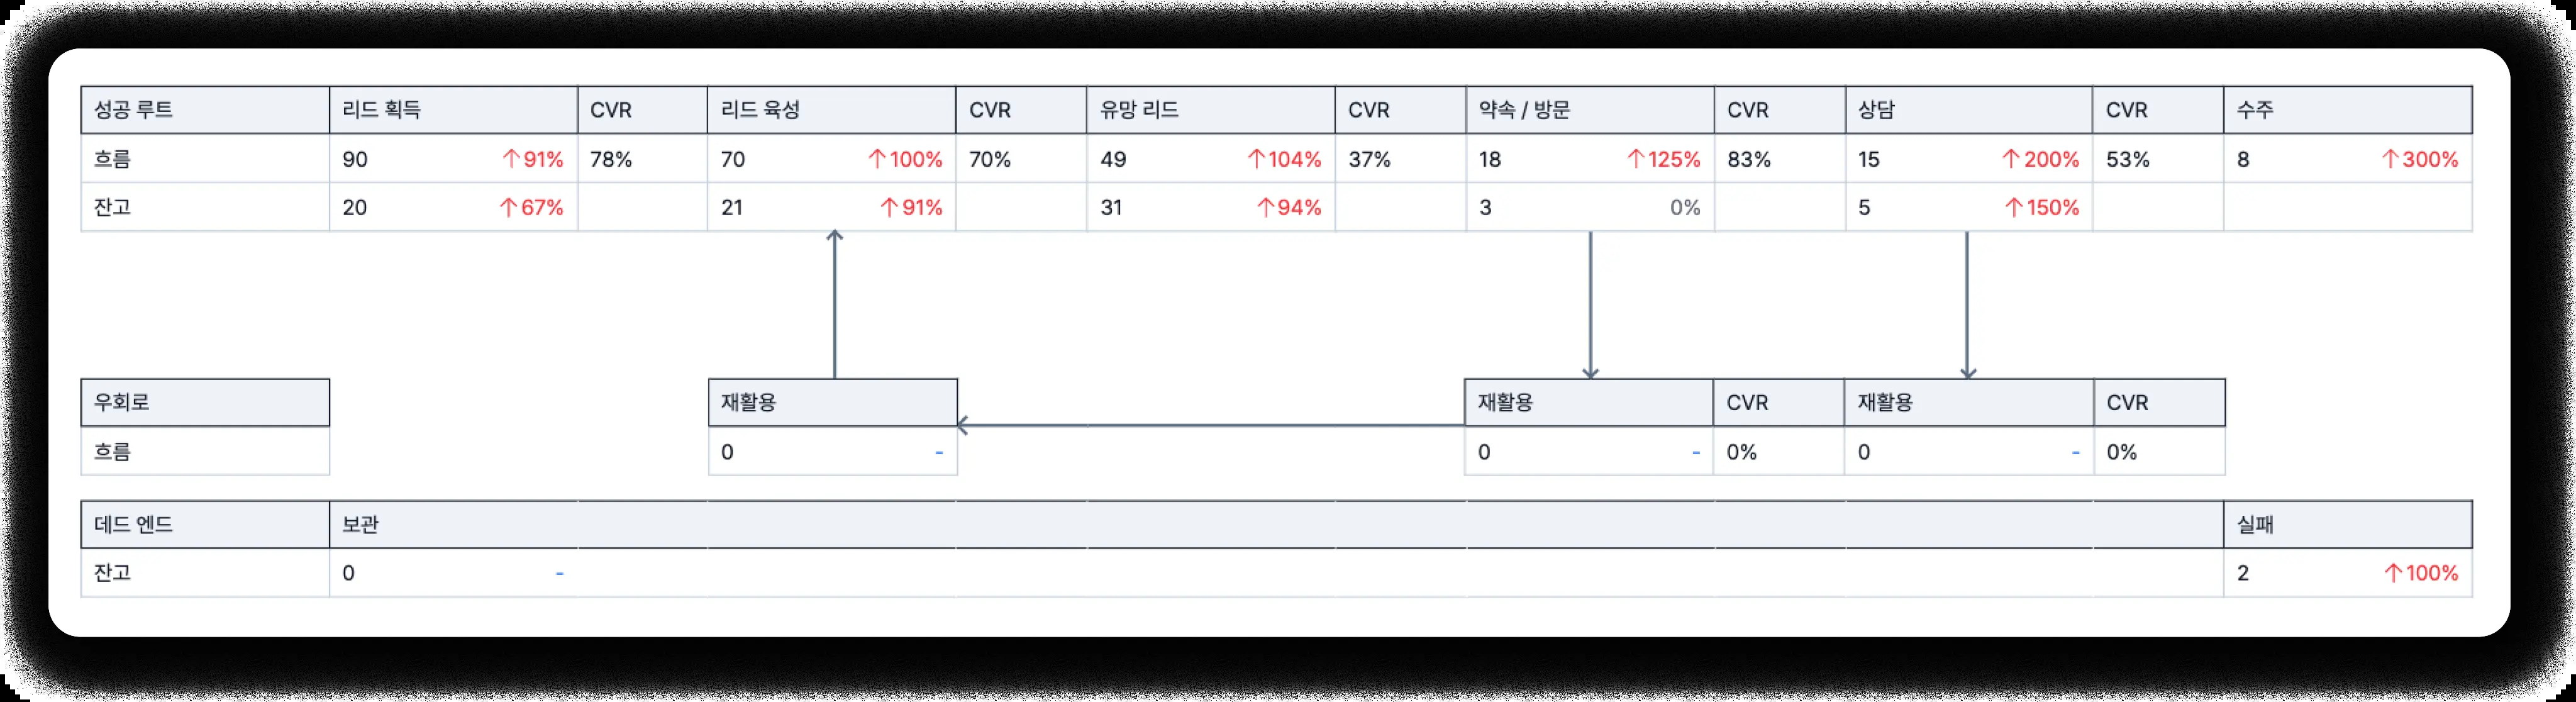 성공 루트 리드 획득 CVR 리드 육성 CVR 유망 리드 CVR 약속 / 방문 CVR 상담 CVR 수주
흐름 90 ↑91% 78% 70 ↑100% 70% 49 ↑104% 37% 18 ↑125% 83% 15 ↑200% 53% 8 ↑300%
잔고 20 ↑67% 21 ↑91% 31 ↑94% 3 0% 5 ↑150%
우회로 재활용 재활용 CVR 재활용 CVR
흐름 0 - 0 - 0% 0 - 0%
데드 엔드 보관 실패
잔고 0 - 2 ↑100%